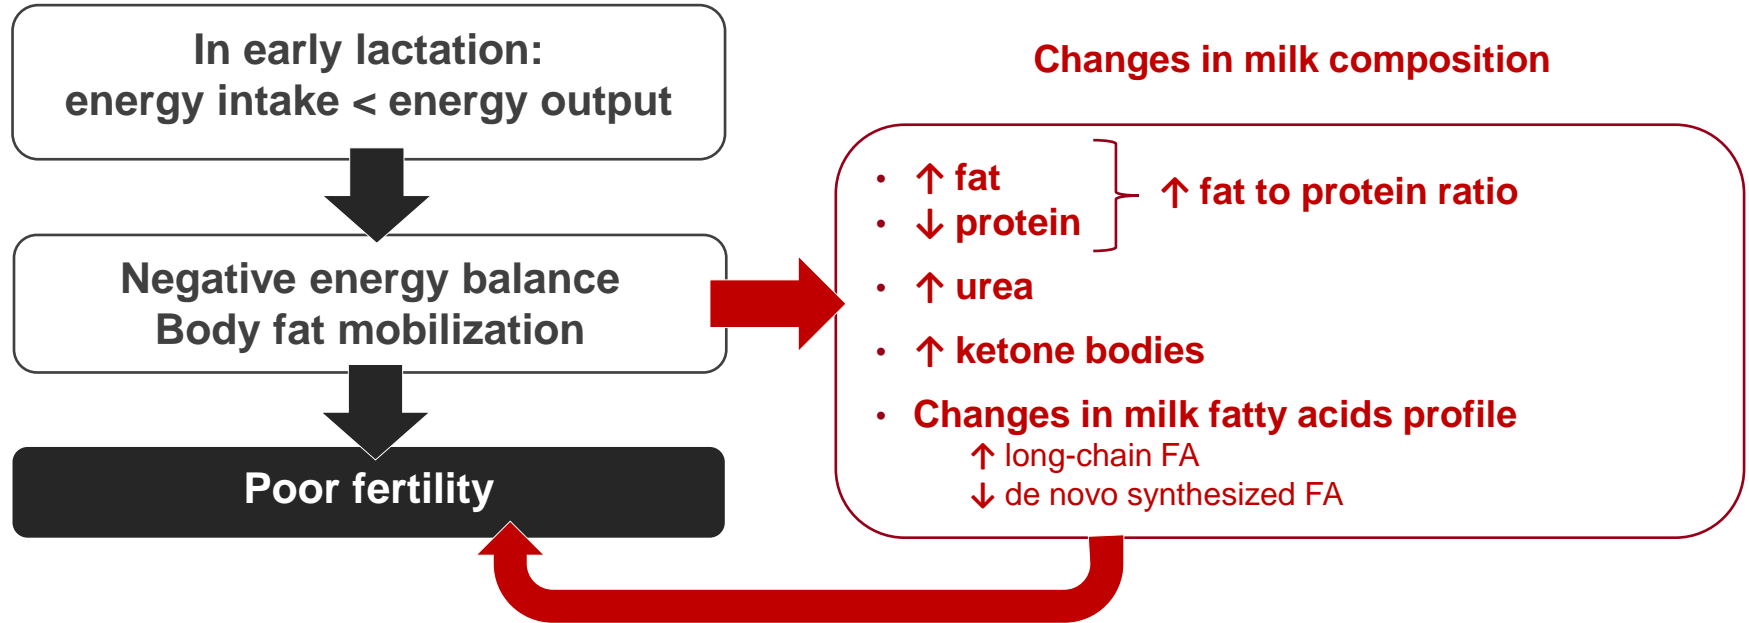 In early lactation:
energy intake < energy output
Negative energy balance
Body fat mobilization
Poor fertility
Changes in milk composition
• ↑ fat
• ↓ protein
↑ fat to protein ratio
• ↑ urea
• ↑ ketone bodies
• Changes in milk fatty acids profile
↑ long-chain FA
↓ de novo synthesized FA